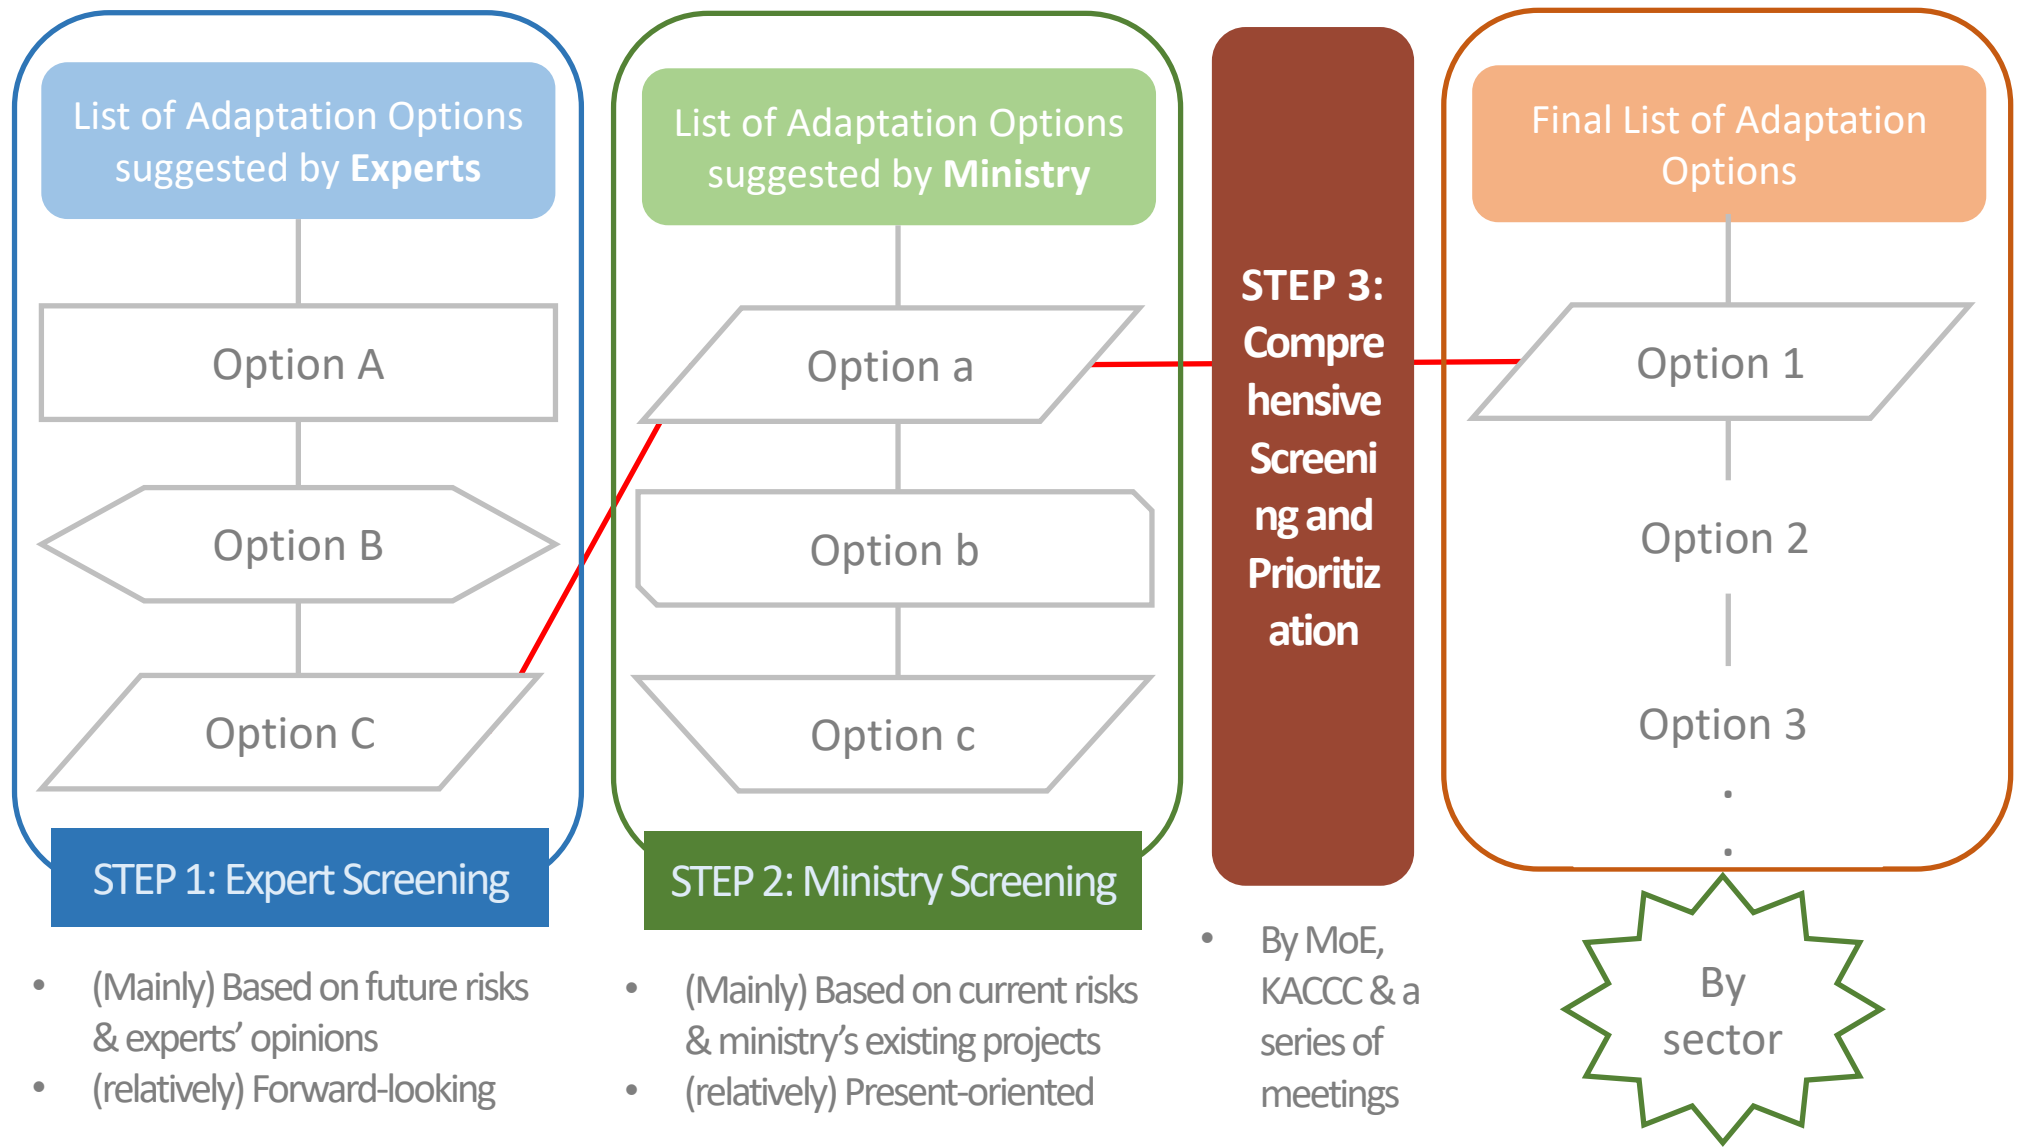 List of Adaptation Options
suggested by Experts
Option A
Option B
Option C
STEP 1: Expert Screening
• (Mainly) Based on future risks
& experts’ opinions
• (relatively) Forward-looking
List of Adaptation Options
suggested by Ministry
Option a
Option b
Option c
STEP 2: Ministry Screening
• (Mainly) Based on current risks
& ministry’s existing projects
• (relatively) Present-oriented
STEP 3:
Compre
hensive
Screeni
ng and
Prioritiz
ation
• By MoE,
KACCC & a
series of
meetings
Final List of Adaptation
Options
Option 1
Option 2
Option 3
.
.
By
sector